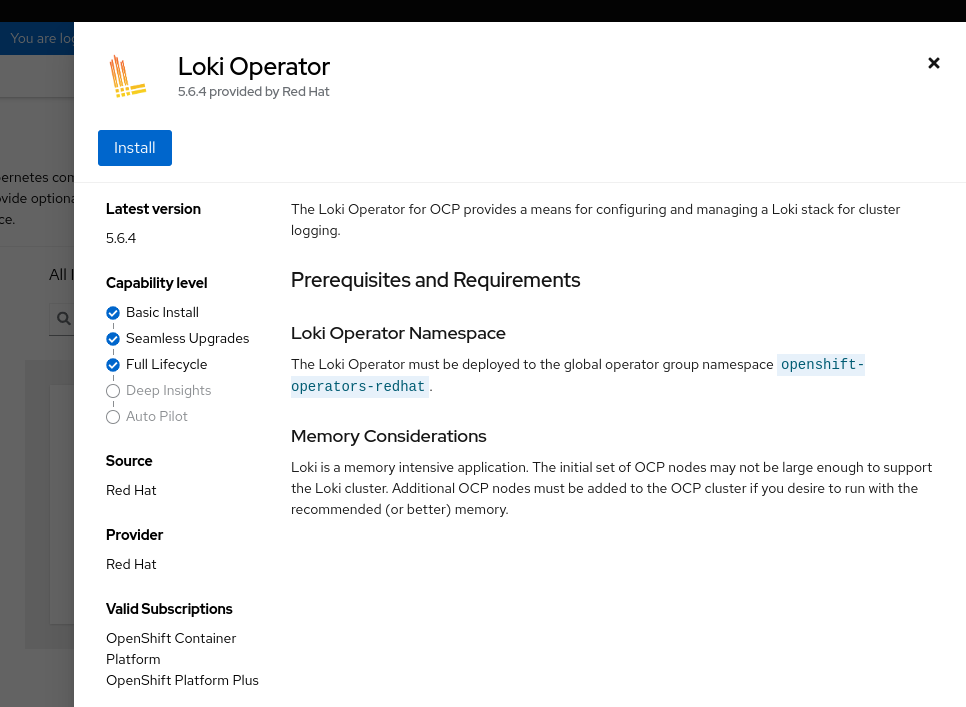 You are log
Loki Operator
5.6.4 provided by Red Hat
Install
ernetes com
vide optiona
ce.
All I
Latest version
5.6.4
Capability level
Basic Install
Seamless Upgrades
Full Lifecycle
Deep Insights
Auto Pilot
Source
Red Hat
Provider
Red Hat
Valid Subscriptions
OpenShift Container
Platform
OpenShift Platform Plus
The Loki Operator for OCP provides a means for configuring and managing a Loki stack for cluster
logging.
Prerequisites and Requirements
Loki Operator Namespace
The Loki Operator must be deployed to the global operator group namespace openshift-
operators-redhat.
Memory Considerations
Loki is a memory intensive application. The initial set of OCP nodes may not be large enough to support
the Loki cluster. Additional OCP nodes must be added to the OCP cluster if you desire to run with the
recommended (or better) memory.